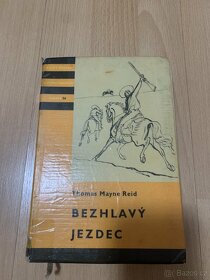 Thomas Mayne Reid
BEZHLAVÝ
JEZDEC